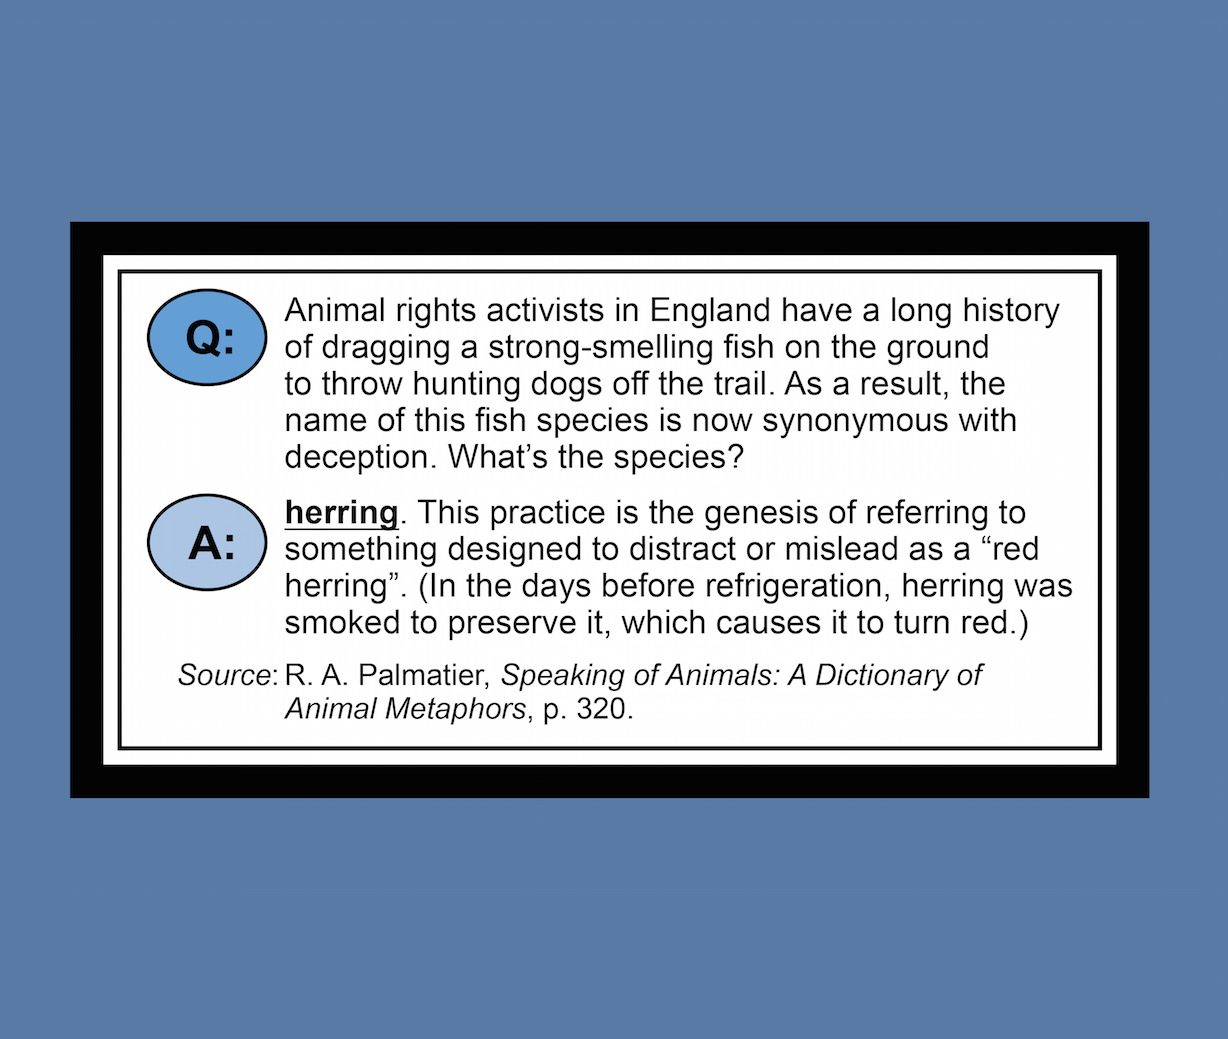 Q:
Animal rights activists in England have a long history
of dragging a strong-smelling fish on the ground
to throw hunting dogs off the trail. As a result, the
name of this fish species is now synonymous with
deception. What’s the species?
A:
herring. This practice is the genesis of referring to
something designed to distract or mislead as a “red
herring”. (In the days before refrigeration, herring was
smoked to preserve it, which causes it to turn red.)
Source: R. A. Palmatier, Speaking of Animals: A Dictionary of
Animal Metaphors, p. 320.